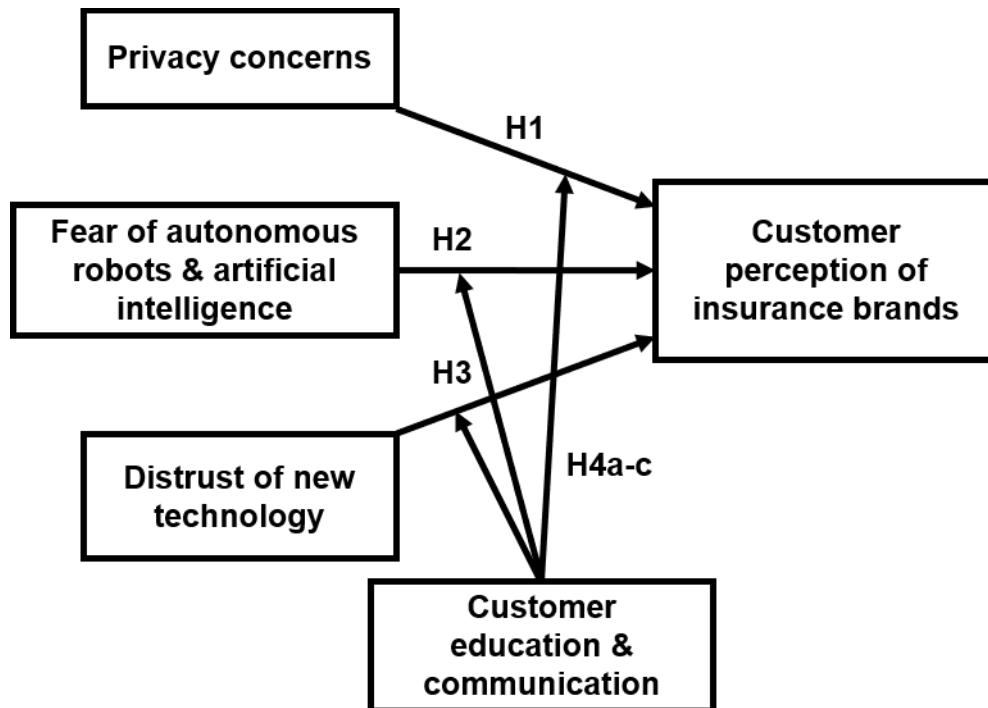 Privacy concerns
H1
Fear of autonomous
robots & artificial
intelligence
H2
Customer
perception of
insurance brands
H3
Distrust of new
technology
H4a-c
Customer
education &
communication